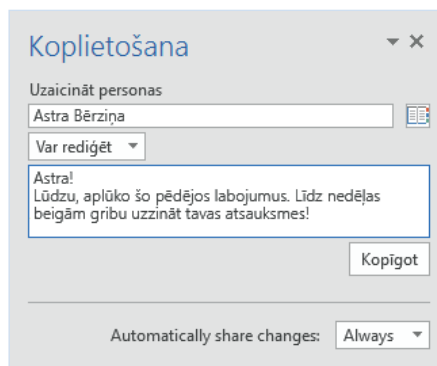 Koplietošana
Uzaicināt personas
Astra Bērziņa
Var rediģēt
Astra!
Lūdzu, aplūko šo pēdējos labojumus. Līdz nedēļas
beigām gribu uzzināt tavas atsauksmes!
Kopīgot
Automatically share changes: Always